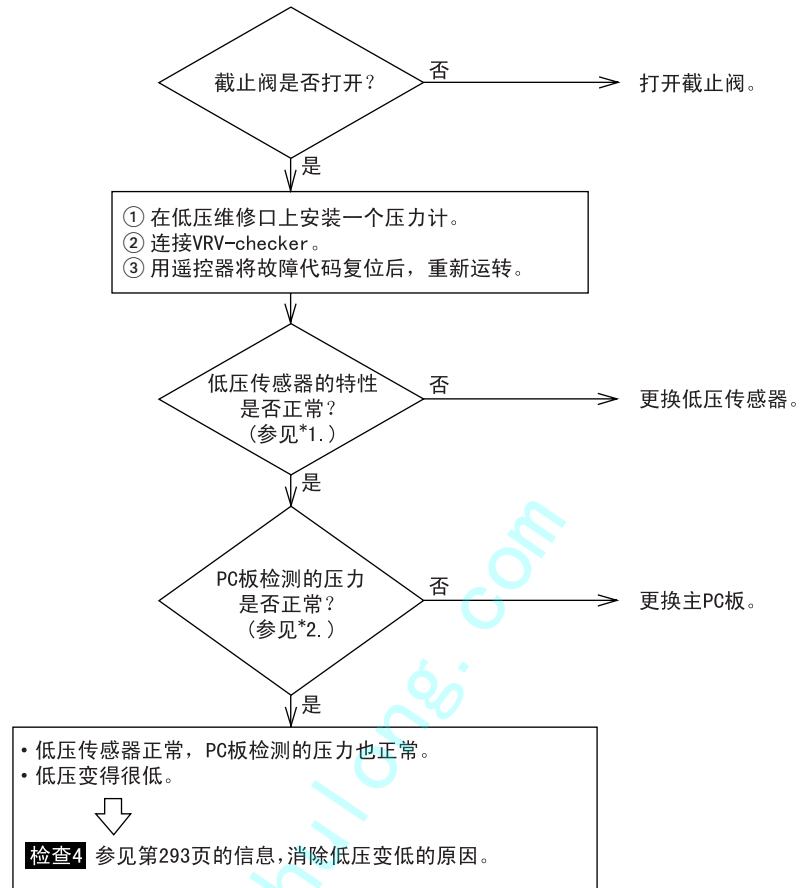 截止阀是否打开？
否
打开截止阀。
是
① 在低压维修口上安装一个压力计。
② 连接VRV-checker。
③ 用遥控器将故障代码复位后，重新运转。
低压传感器的特性
是否正常？
(参见*1.)
否
更换低压传感器。
是
PC板检测的压力
是否正常？
(参见*2.)
否
更换主PC板。
是
・低压传感器正常，PC板检测的压力也正常。
・低压变得很低。
检查4 参见第293页的信息,消除低压变低的原因。
hulong.com